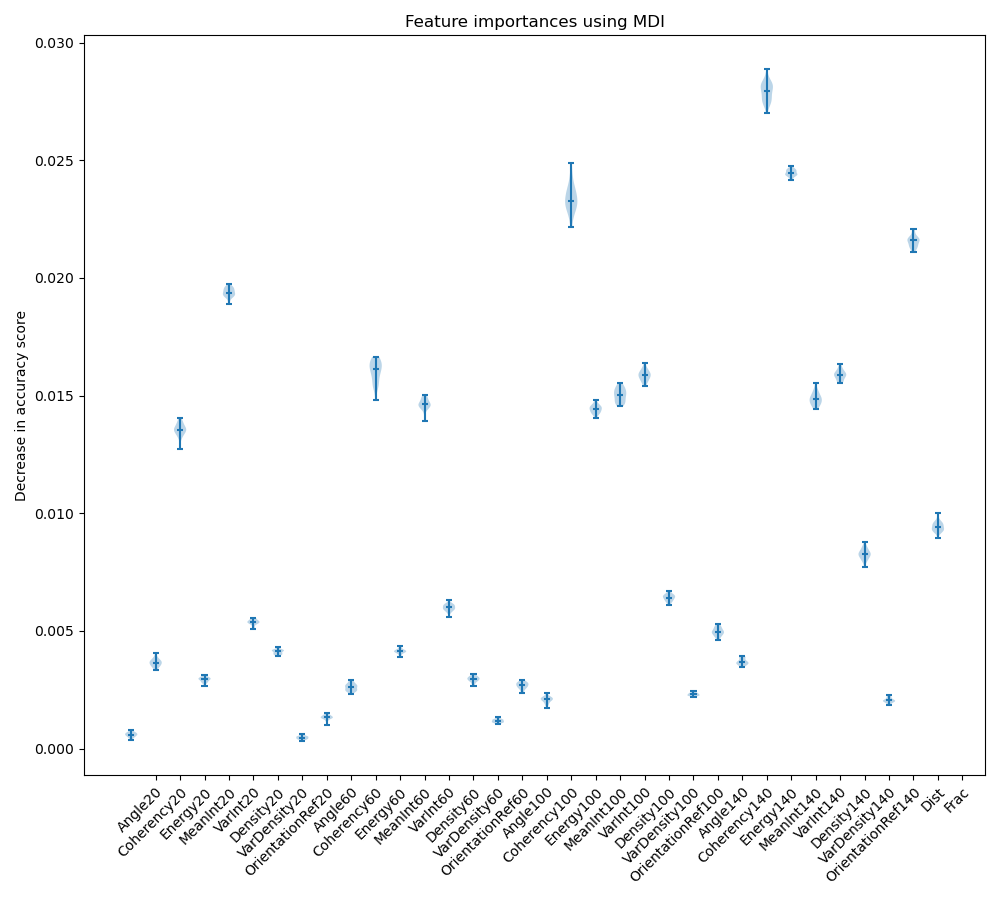 Feature importances using MDI
Decrease in accuracy score
0.030
0.025
0.020
0.015
0.010
0.005
0.000
Angle20
Coherency20
Energy20
MeanInt20
VarInt20
Density20
VarDensity20
OrientationRef20
Angle60
Coherency60
Energy60
MeanInt60
VarInt60
Density60
VarDensity60
OrientationRef60
Angle100
Coherency100
Energy100
MeanInt100
VarInt100
Density100
VarDensity100
OrientationRef100
Angle140
Coherency140
Energy140
MeanInt140
VarInt140
Density140
VarDensity140
OrientationRef140
Dist
Frac